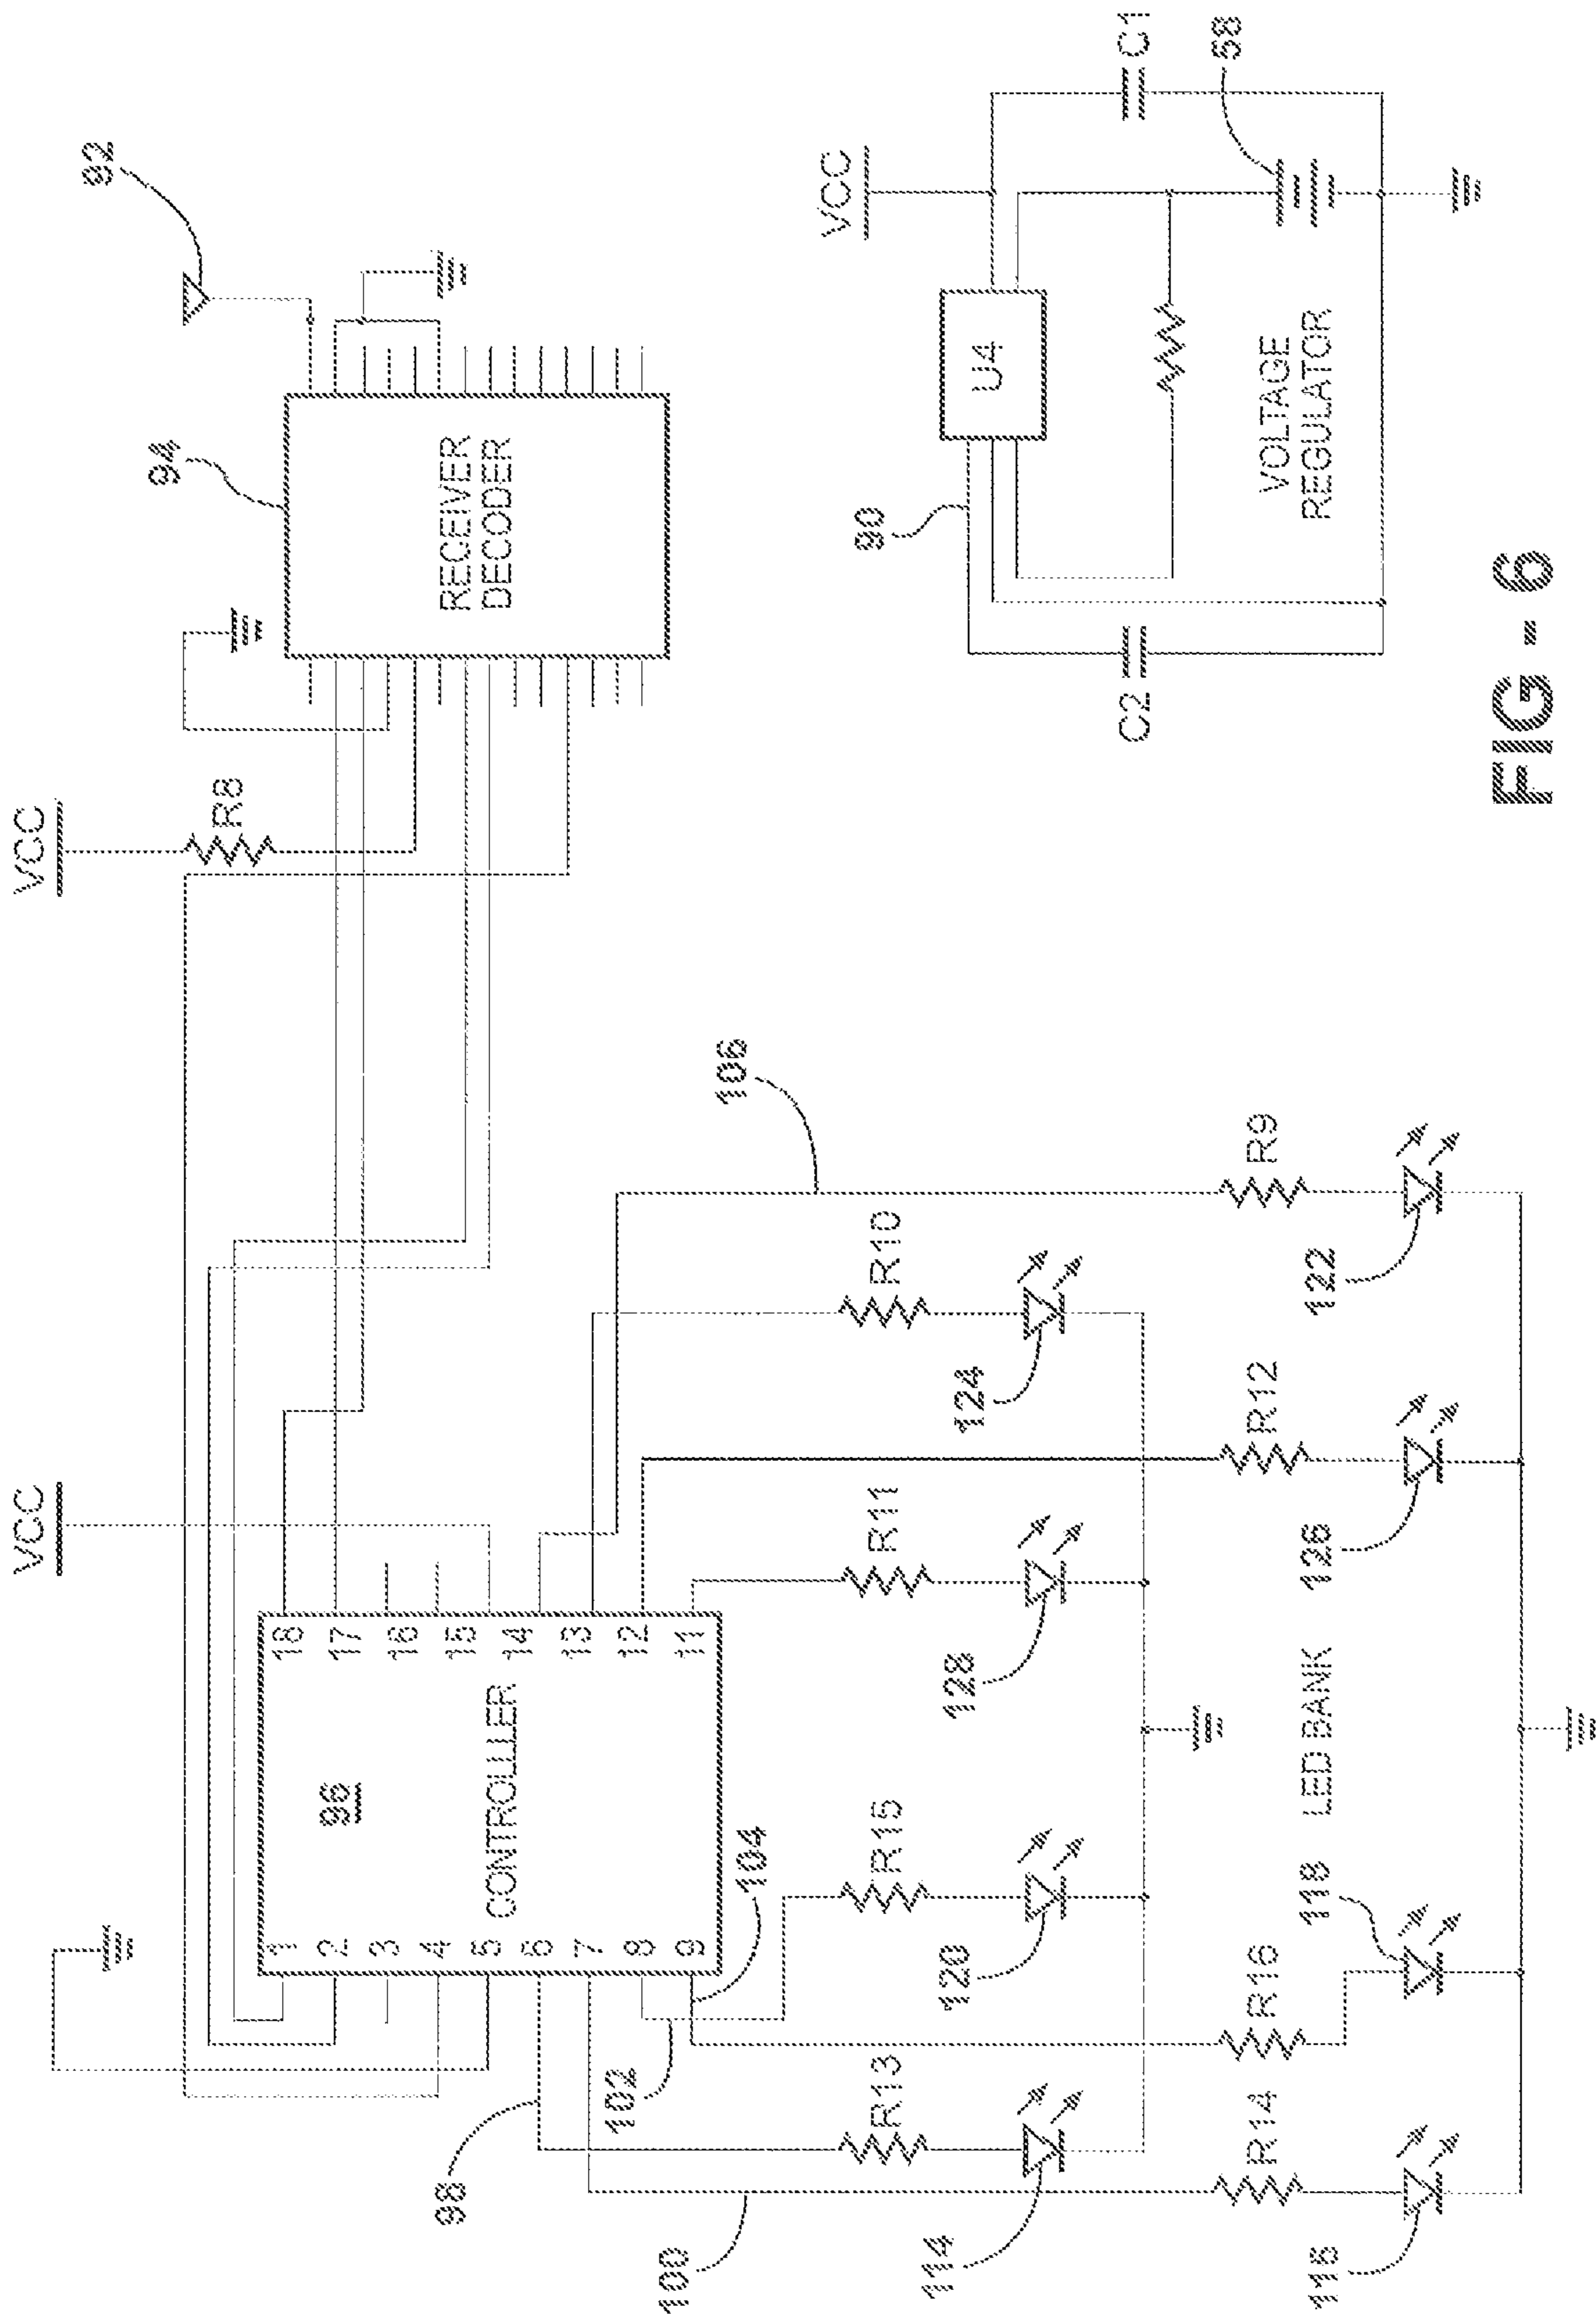 VCC
VCC
92
94
R8
RECEIVER
DECODER
96
CONTROLLER
1
2
3
4
5
6
7
8
9
18
17
16
15
14
13
12
11
98
100
102
104
106
R13
R15
R11
R10
114
120
128
124
R14
R16
R12
R9
116
118
126
122
LED BANK
VCC
90
U4
C2
C1
58
VOLTAGE
REGULATOR
FIG - 6